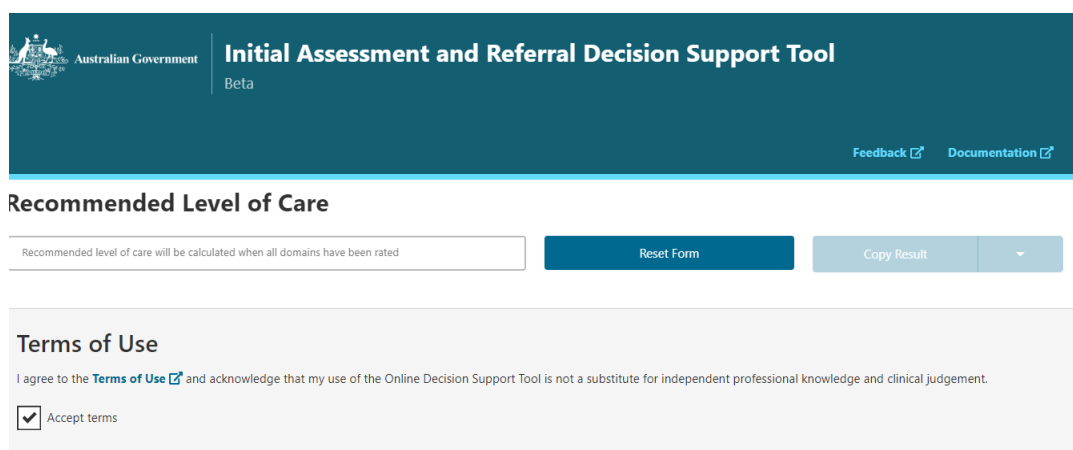 Australian Government
Initial Assessment and Referral Decision Support Tool
Beta
Feedback
Documentation
Recommended Level of Care
Recommended level of care will be calculated when all domains have been rated
Reset Form
Copy Result
Terms of Use
I agree to the Terms of Use and acknowledge that my use of the Online Decision Support Tool is not a substitute for independent professional knowledge and clinical judgement.
Accept terms